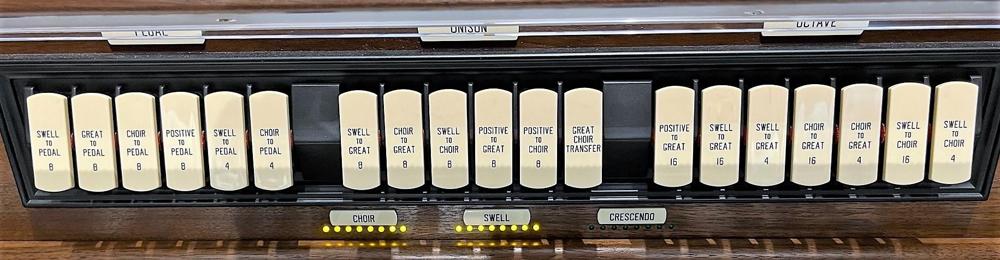 PEDAL
UNISON
OCTAVE
SWELL
TO
PEDAL
8
GREAT
TO
PEDAL
8
CHOIR
TO
PEDAL
8
POSITIVE
TO
PEDAL
8
SWELL
TO
PEDAL
4
CHOIR
TO
PEDAL
4
SWELL
TO
GREAT
8
CHOIR
TO
GREAT
8
SWELL
TO
CHOIR
8
POSITIVE
TO
GREAT
8
POSITIVE
TO
CHOIR
8
GREAT
CHOIR
TRANSFER
POSITIVE
TO
GREAT
16
SWELL
TO
GREAT
16
SWELL
TO
GREAT
4
CHOIR
TO
GREAT
16
CHOIR
TO
GREAT
4
SWELL
TO
CHOIR
16
SWELL
TO
CHOIR
4
CHOIR
SWELL
CRESCENDO